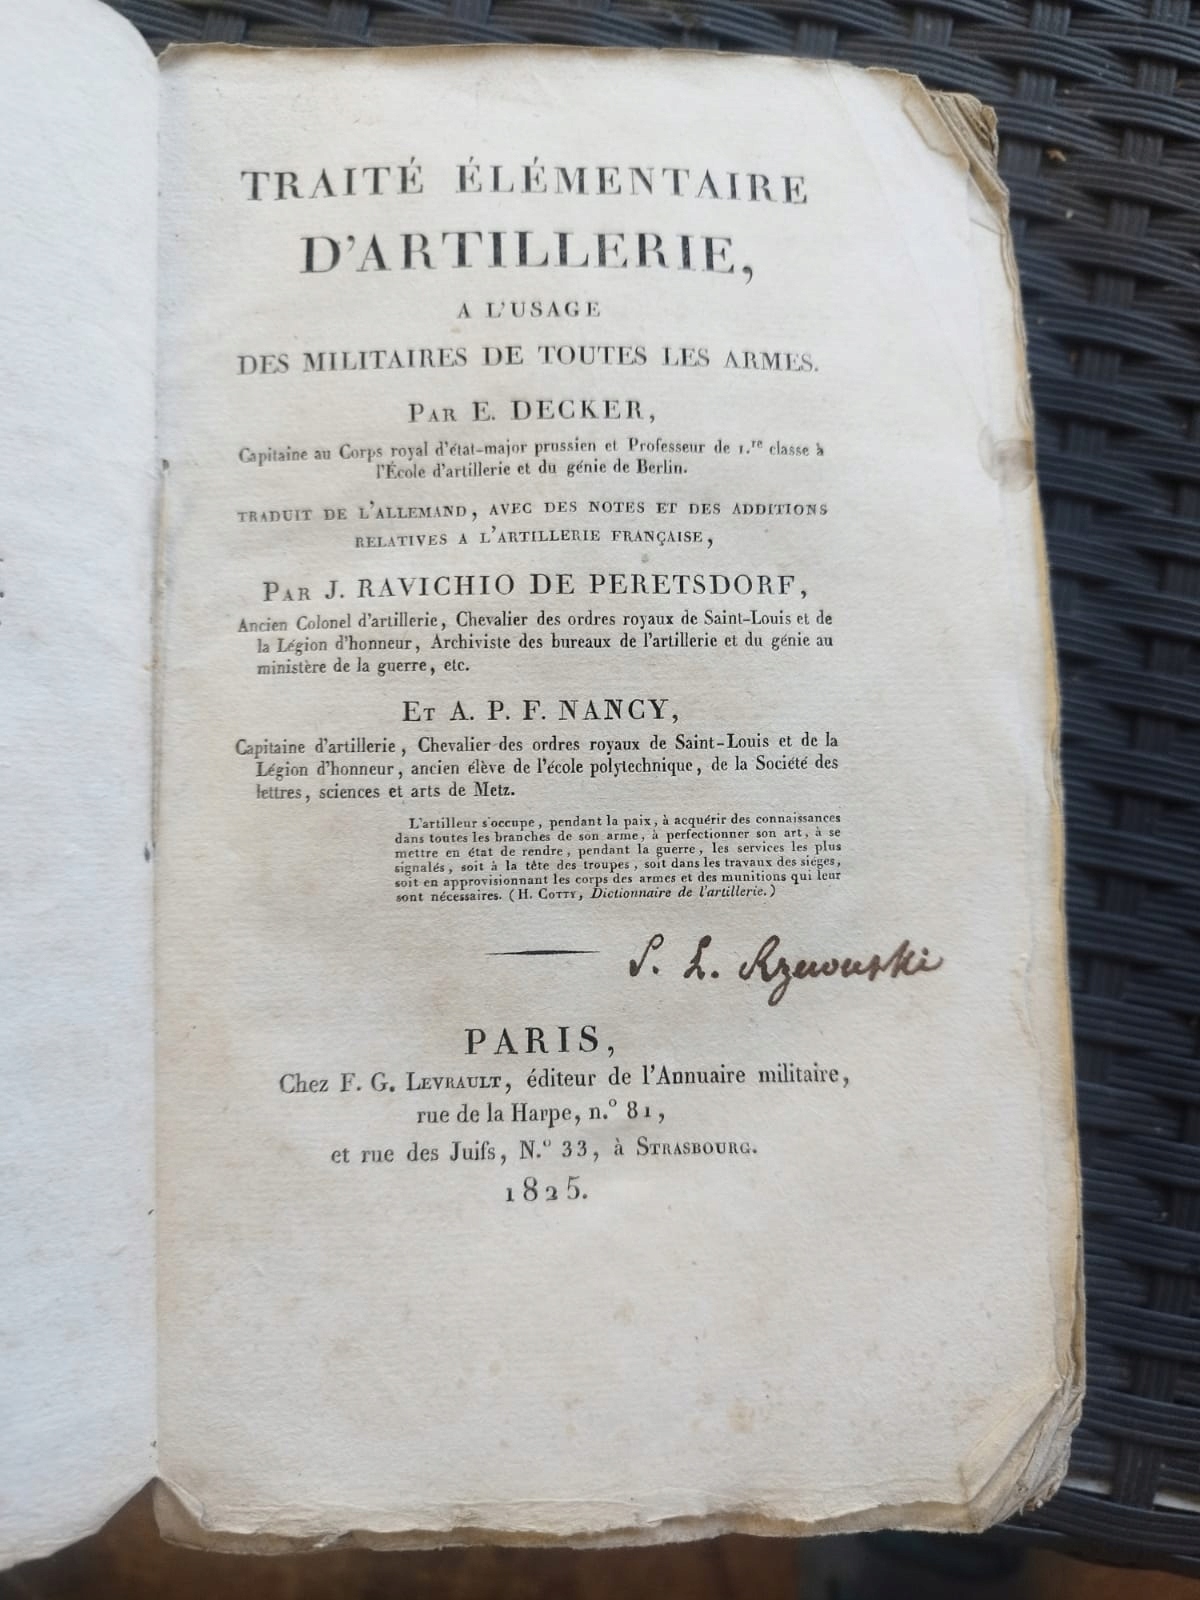 TRAITÉ ÉLÉMENTAIRE
D'ARTILLERIE,
A L'USAGE
DES MILITAIRES DE TOUTES LES ARMES.
PAR E. DECKER,
Capitaine au Corps royal d'état-major prussien et Professeur de 1.re classe à
l'École d'artillerie et du génie de Berlin.
TRADUIT DE L'ALLEMAND, AVEC DES NOTES ET DES ADDITIONS
RELATIVES A L'ARTILLERIE FRANÇAISE,
PAR J. RAVICHIO DE PERETSDORF,
Ancien Colonel d'artillerie, Chevalier des ordres royaux de Saint-Louis et de
la Légion d'honneur, Archiviste des bureaux de l'artillerie et du génie au
ministère de la guerre, etc.
ET A. P. F. NANCY,
Capitaine d'artillerie, Chevalier des ordres royaux de Saint-Louis et de la
Légion d'honneur, ancien élève de l'école polytechnique, de la Société des
lettres, sciences et arts de Metz.
L'artilleur s'occupe, pendant la paix, à acquérir des connaissances
dans toutes les branches de son arme, à perfectionner son art, à se
mettre en état de rendre, pendant la guerre, les services les plus
signalés, soit à la tête des troupes, soit dans les travaux des siéges,
soit en approvisionnant les corps des armes et des munitions qui leur
sont nécessaires. (H. COTTY, Dictionnaire de l'artillerie.)
S. L. Rzewuski
PARIS,
Chez F. G. LEVRAULT, éditeur de l'Annuaire militaire,
rue de la Harpe, n.º 81,
et rue des Juifs, N.º 33, à STRASBOURG.
1825.